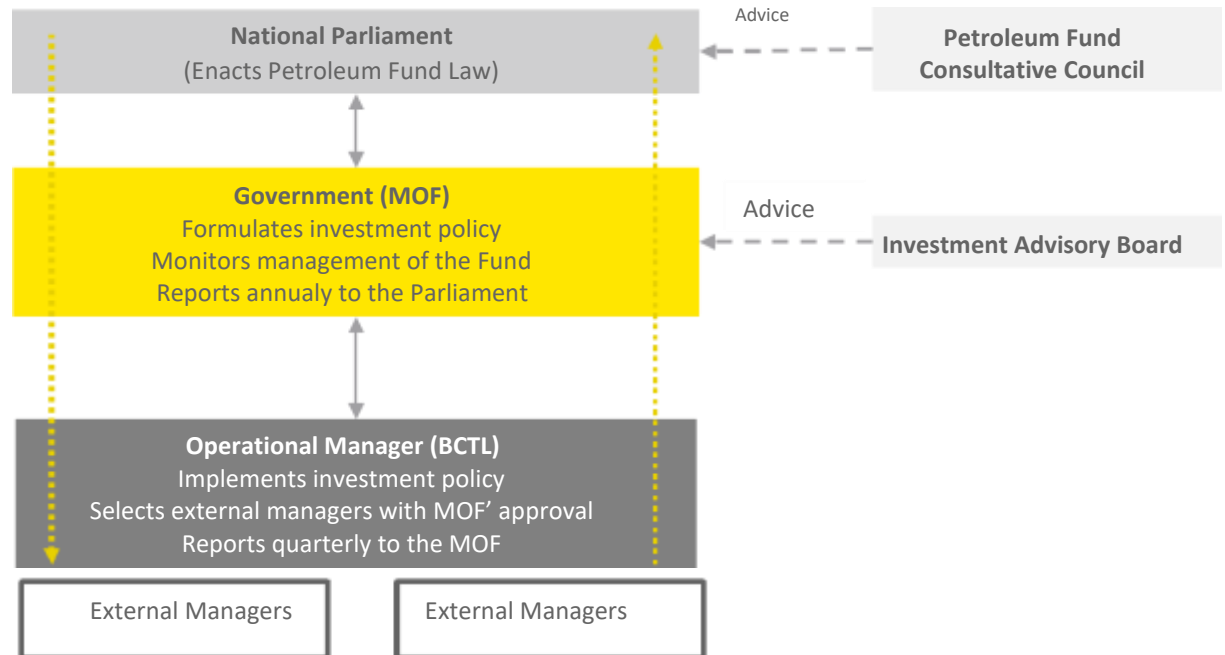 National Parliament
(Enacts Petroleum Fund Law)
Advice
Petroleum Fund
Consultative Council
Government (MOF)
Formulates investment policy
Monitors management of the Fund
Reports annualy to the Parliament
Advice
Investment Advisory Board
Operational Manager (BCTL)
Implements investment policy
Selects external managers with MOF’ approval
Reports quarterly to the MOF
External Managers
External Managers